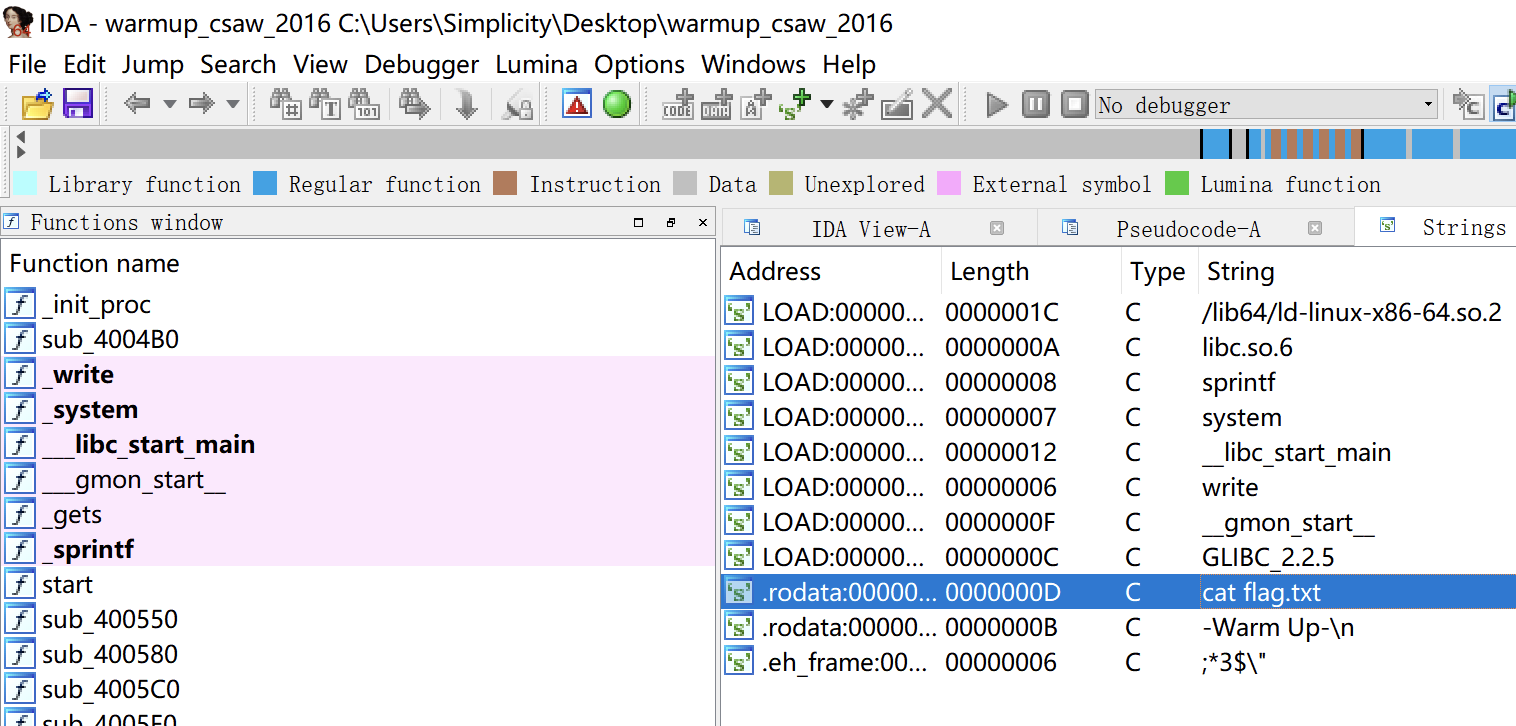 IDA - warmup_csaw_2016 C:\Users\Simplicity\Desktop\warmup_csaw_2016
File Edit Jump Search View Debugger Lumina Options Windows Help
No debugger
Library function Regular function Instruction Data Unexplored External symbol Lumina function
Functions window
IDA View-A Pseudocode-A Strings
Function name
_init_proc
sub_4004B0
_write
_system
___libc_start_main
___gmon_start__
_gets
_sprintf
start
sub_400550
sub_400580
sub_4005C0
sub_4005F0
Address Length Type String
LOAD:00000... 0000001C C /lib64/ld-linux-x86-64.so.2
LOAD:00000... 0000000A C libc.so.6
LOAD:00000... 00000008 C sprintf
LOAD:00000... 00000007 C system
LOAD:00000... 00000012 C __libc_start_main
LOAD:00000... 00000006 C write
LOAD:00000... 0000000F C __gmon_start__
LOAD:00000... 0000000C C GLIBC_2.2.5
.rodata:00000... 0000000D C cat flag.txt
.rodata:00000... 0000000B C -Warm Up-\n
.eh_frame:00... 00000006 C ;*3$\"